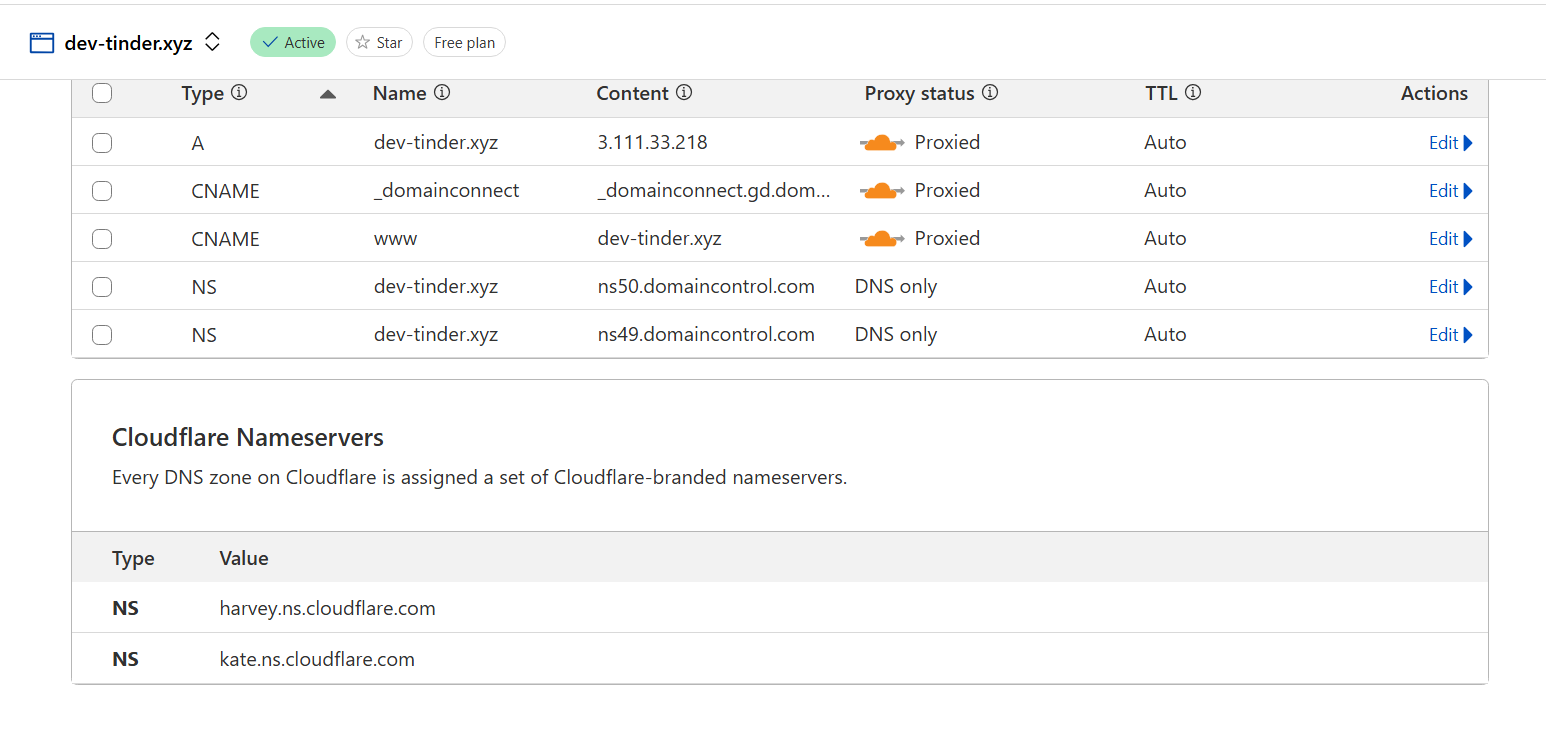 dev-tinder.xyz Active Star Free plan
Type Name Content Proxy status TTL Actions
A dev-tinder.xyz 3.111.33.218 Proxied Auto Edit
CNAME _domainconnect _domainconnect.gd.dom... Proxied Auto Edit
CNAME www dev-tinder.xyz Proxied Auto Edit
NS dev-tinder.xyz ns50.domaincontrol.com DNS only Auto Edit
NS dev-tinder.xyz ns49.domaincontrol.com DNS only Auto Edit
Cloudflare Nameservers
Every DNS zone on Cloudflare is assigned a set of Cloudflare-branded nameservers.
Type Value
NS harvey.ns.cloudflare.com
NS kate.ns.cloudflare.com